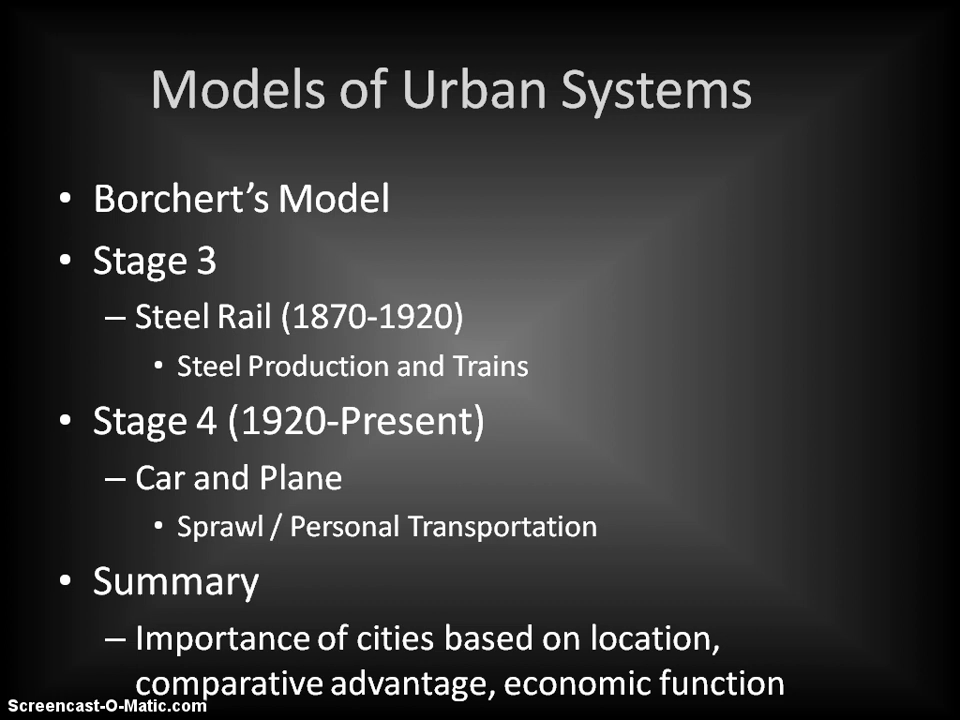 Models of Urban Systems
• Borchert’s Model
• Stage 3
– Steel Rail (1870-1920)
• Steel Production and Trains
• Stage 4 (1920-Present)
– Car and Plane
• Sprawl / Personal Transportation
• Summary
– Importance of cities based on location,
comparative advantage, economic function
Screencast-O-Matic.com